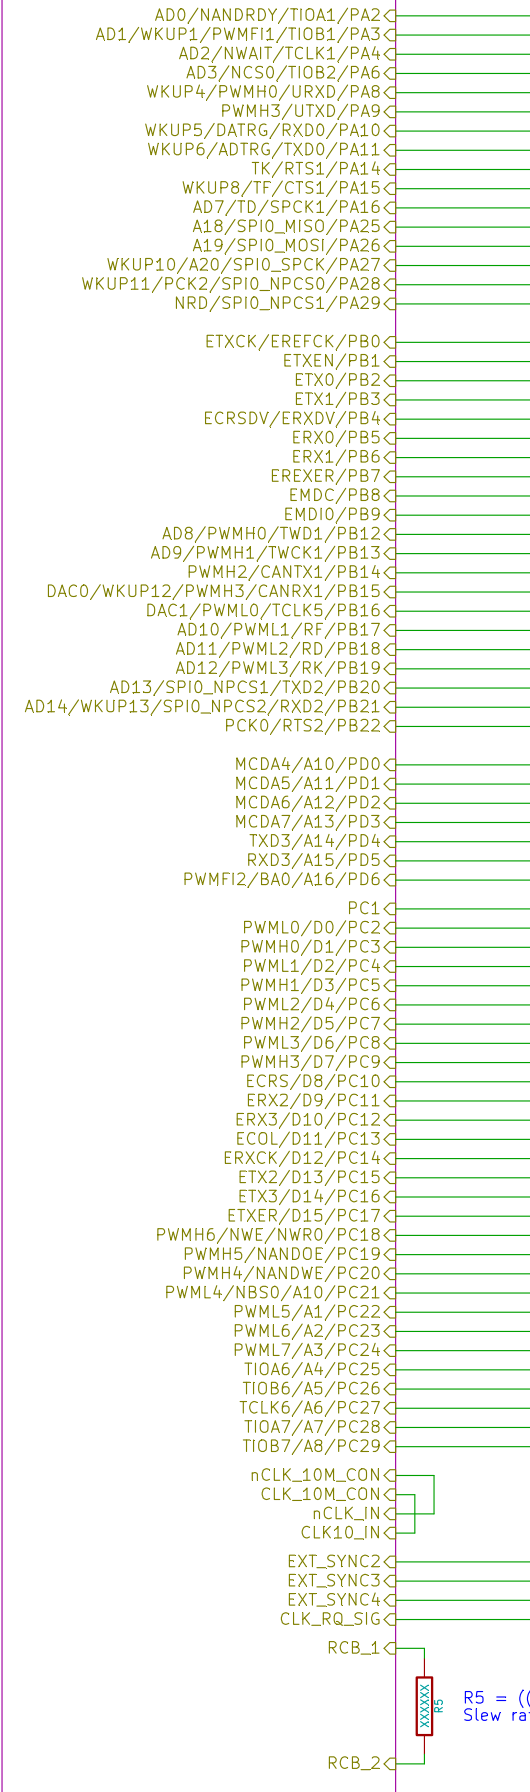 AD0/NANDRDY/TIOA1/PA2
AD1/WKUP1/PWMFI1/TIOB1/PA3
AD2/NWAIT/TCLK1/PA4
AD3/NCS0/TIOB2/PA6
WKUP4/PWMH0/URXD/PA8
PWMH3/UTXD/PA9
WKUP5/DATRG/RXD0/PA10
WKUP6/ADTRG/TXD0/PA11
TK/RTS1/PA14
WKUP8/TF/CTS1/PA15
AD7/TD/SPCK1/PA16
A18/SPI0_MISO/PA25
A19/SPI0_MOSI/PA26
WKUP10/A20/SPI0_SPCK/PA27
WKUP11/PCK2/SPI0_NPCS0/PA28
NRD/SPI0_NPCS1/PA29
ETXCK/EREFCK/PB0
ETXEN/PB1
ETX0/PB2
ETX1/PB3
ECRSDV/ERXDV/PB4
ERX0/PB5
ERX1/PB6
EREXER/PB7
EMDC/PB8
EMDIO/PB9
AD8/PWMH0/TWD1/PB12
AD9/PWMH1/TWCK1/PB13
PWMH2/CANTX1/PB14
DAC0/WKUP12/PWMH3/CANRX1/PB15
DAC1/PWML0/TCLK5/PB16
AD10/PWML1/RF/PB17
AD11/PWML2/RD/PB18
AD12/PWML3/RK/PB19
AD13/SPI0_NPCS1/TXD2/PB20
AD14/WKUP13/SPI0_NPCS2/RXD2/PB21
PCK0/RTS2/PB22
MCDA4/A10/PD0
MCDA5/A11/PD1
MCDA6/A12/PD2
MCDA7/A13/PD3
TXD3/A14/PD4
RXD3/A15/PD5
PWMFI2/BA0/A16/PD6
PC1
PWML0/D0/PC2
PWMH0/D1/PC3
PWML1/D2/PC4
PWMH1/D3/PC5
PWML2/D4/PC6
PWMH2/D5/PC7
PWML3/D6/PC8
PWMH3/D7/PC9
ECRS/D8/PC10
ERX2/D9/PC11
ERX3/D10/PC12
ECOL/D11/PC13
ERXCK/D12/PC14
ETX2/D13/PC15
ETX3/D14/PC16
ETXER/D15/PC17
PWMH6/NWE/NWR0/PC18
PWMH5/NANDOE/PC19
PWMH4/NANDWE/PC20
PWML4/NBS0/A10/PC21
PWML5/A1/PC22
PWML6/A2/PC23
PWML7/A3/PC24
TIOA6/A4/PC25
TIOB6/A5/PC26
TCLK6/A6/PC27
TIOA7/A7/PC28
TIOB7/A8/PC29
nCLK_10M_CON
CLK_10M_CON
nCLK_IN
CLK10_IN
EXT_SYNC2
EXT_SYNC3
EXT_SYNC4
CLK_RQ_SIG
RCB_1
XXXXXX
R5
R5 = ((
Slew rat
RCB_2